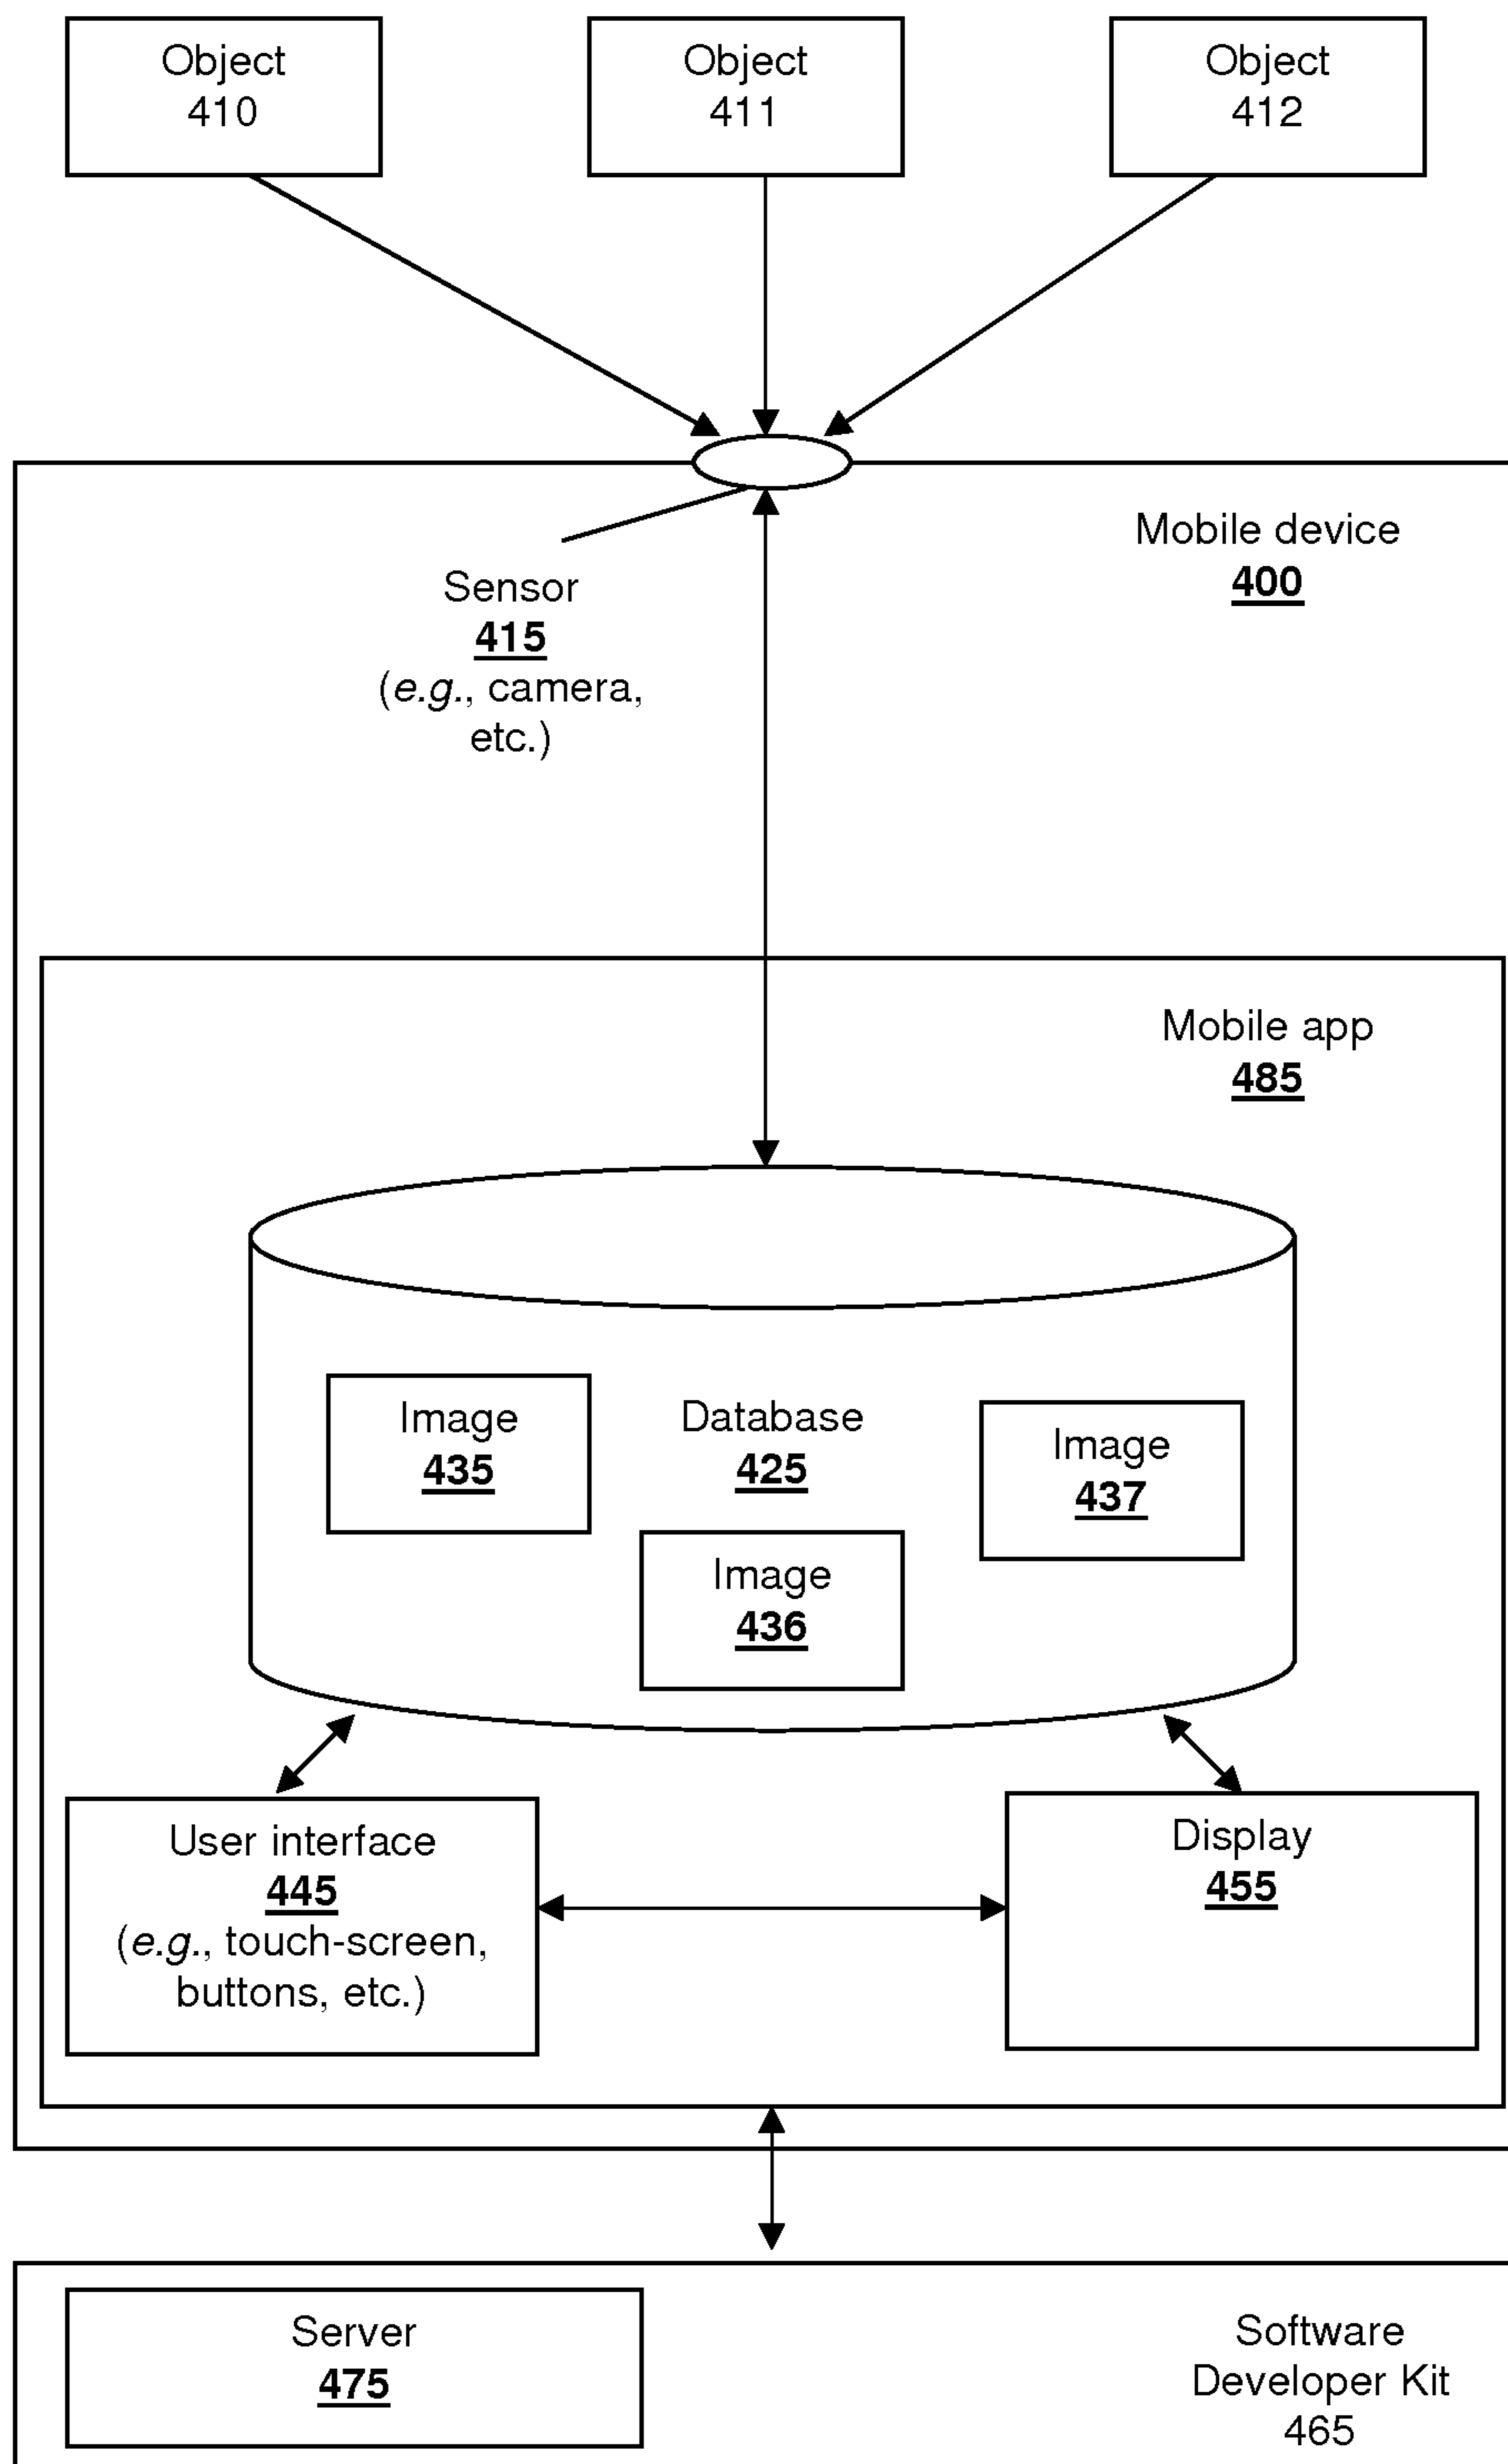 Object
410
Object
411
Object
412
Mobile device
400
Sensor
415
(e.g., camera,
etc.)
Mobile app
485
Image
435
Database
425
Image
437
Image
436
User interface
445
(e.g., touch-screen,
buttons, etc.)
Display
455
Server
475
Software
Developer Kit
465